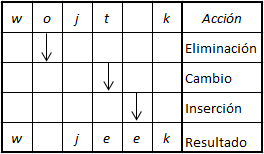 w o j t k Acción
Eliminación
Cambio
Inserción
w j e e k Resultado